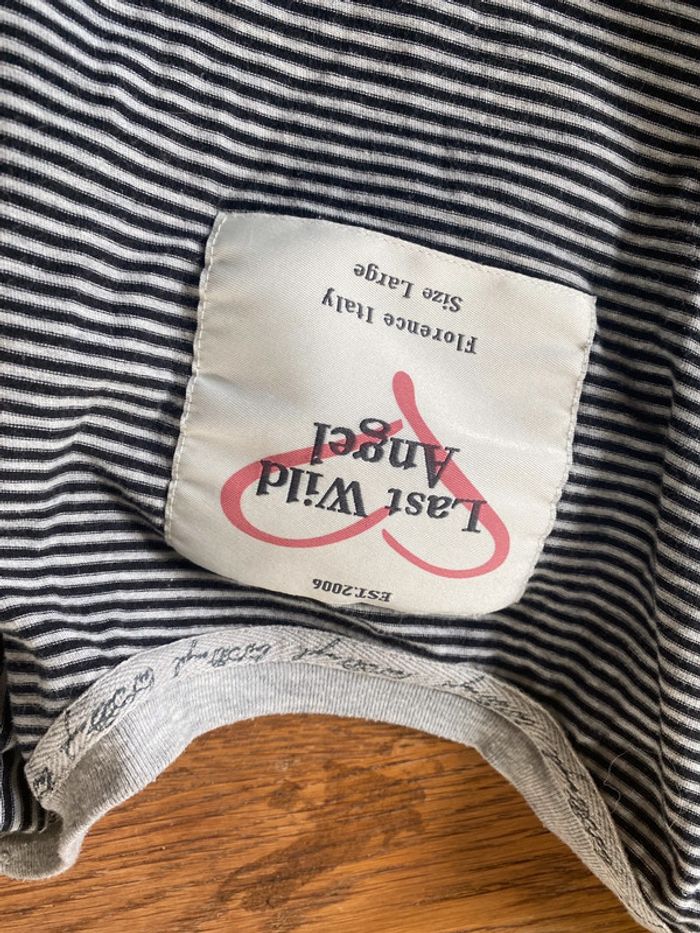 EST.2006
Last Wild
Angel
Florence Italy
Size Large